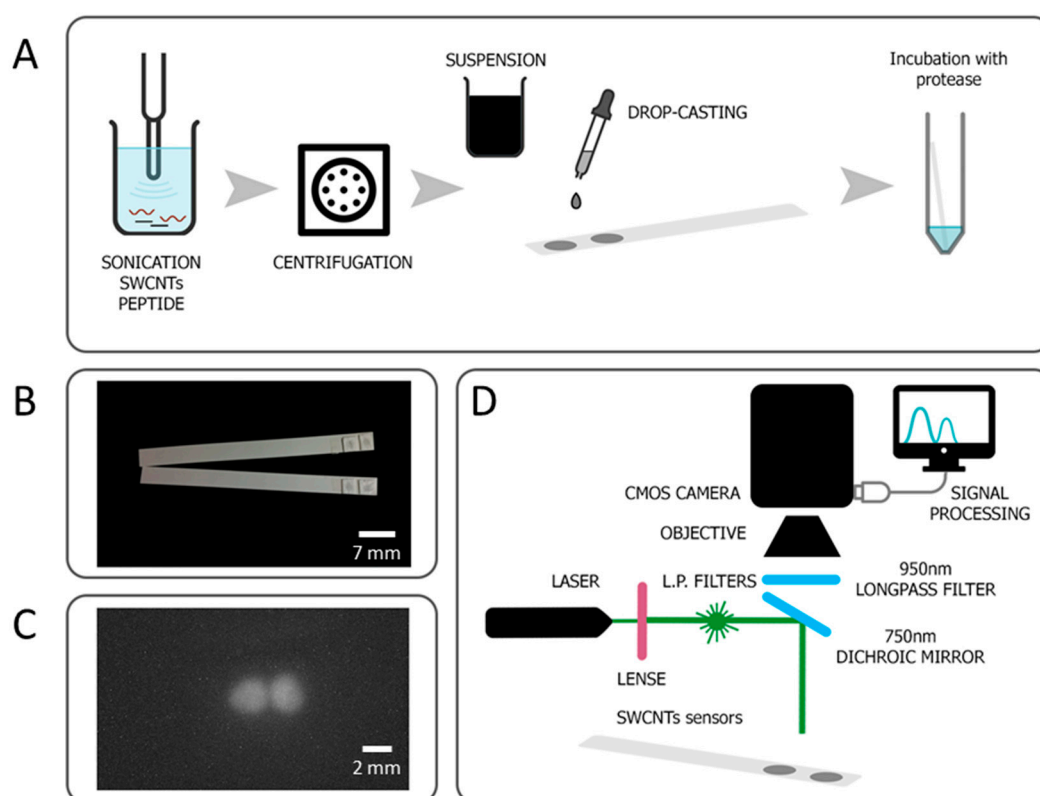 A
SONICATION
SWCNTs
PEPTIDE
CENTRIFUGATION
SUSPENSION
DROP-CASTING
Incubation with
protease
B
7 mm
C
2 mm
D
CMOS CAMERA
OBJECTIVE
SIGNAL
PROCESSING
LASER
L.P. FILTERS
950nm
LONGPASS FILTER
750nm
DICHROIC MIRROR
LENSE
SWCNTs sensors